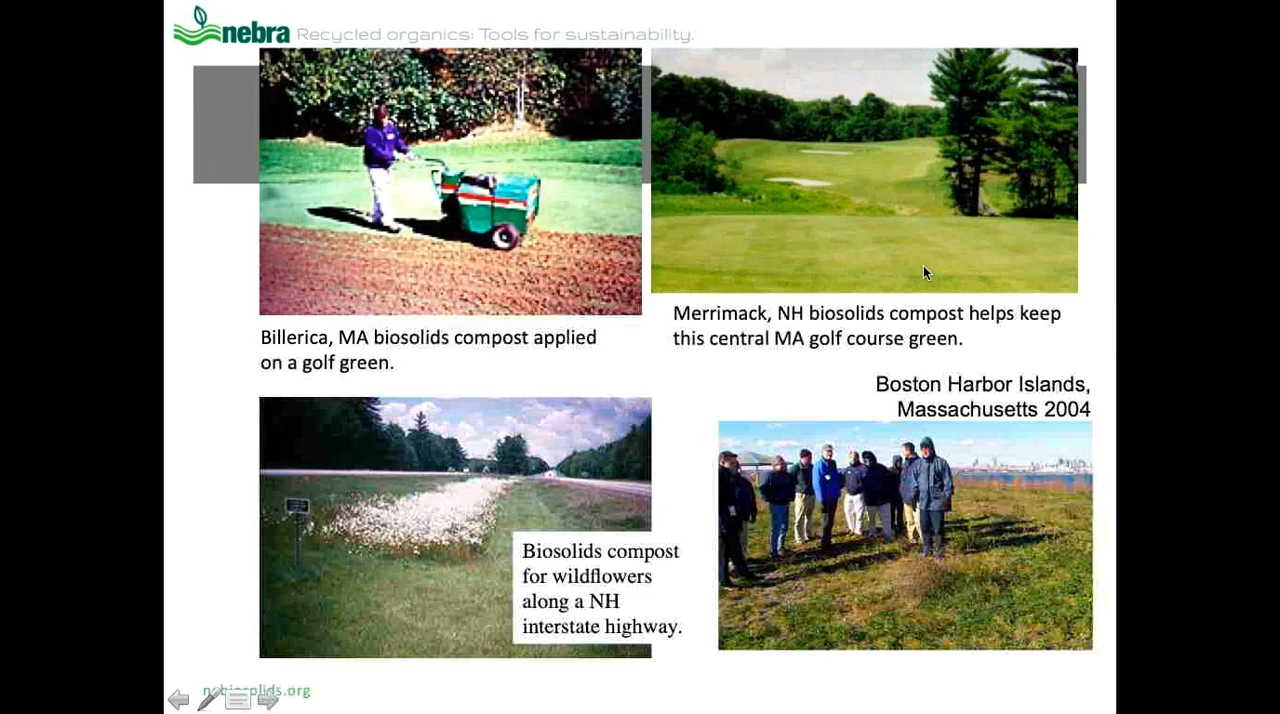 nebra Recycled organics: Tools for sustainability.
Billerica, MA biosolids compost applied
on a golf green.
Merrimack, NH biosolids compost helps keep
this central MA golf course green.
Boston Harbor Islands,
Massachusetts 2004
Biosolids compost
for wildflowers
along a NH
interstate highway.
nebiosolids.org